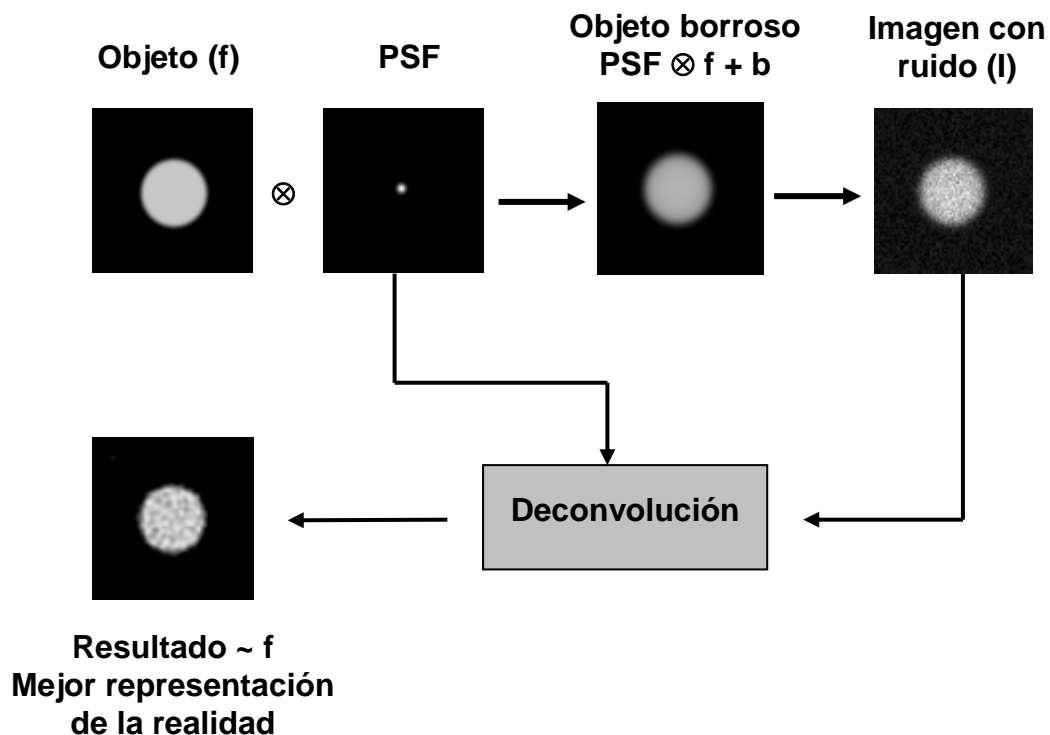 Objeto (f)
PSF
Objeto borroso
PSF ⊗ f + b
Imagen con
ruido (I)
⊗
Deconvolución
Resultado ~ f
Mejor representación
de la realidad